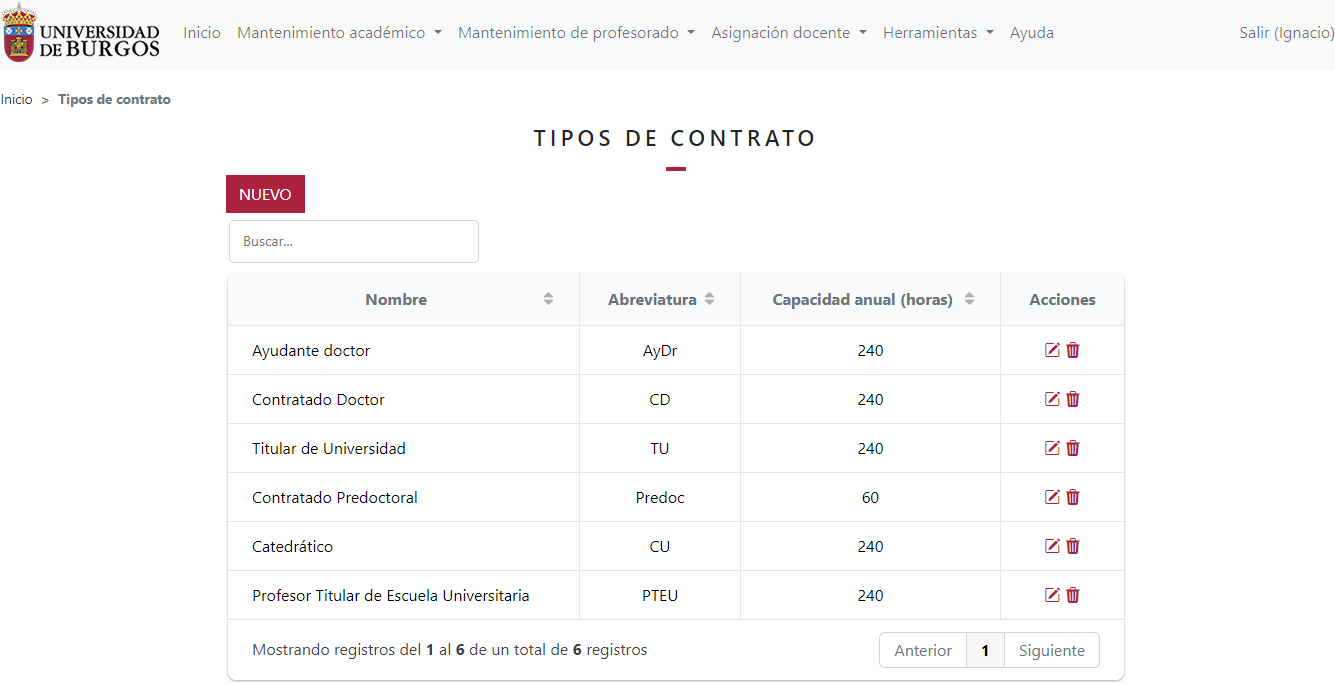 UNIVERSIDAD
DE BURGOS
Inicio Mantenimiento académico Mantenimiento de profesorado Asignación docente Herramientas Ayuda Salir (Ignacio)
Inicio > Tipos de contrato
TIPOS DE CONTRATO
NUEVO
Buscar...
Nombre Abreviatura Capacidad anual (horas) Acciones
Ayudante doctor AyDr 240
Contratado Doctor CD 240
Titular de Universidad TU 240
Contratado Predoctoral Predoc 60
Catedrático CU 240
Profesor Titular de Escuela Universitaria PTEU 240
Mostrando registros del 1 al 6 de un total de 6 registros Anterior 1 Siguiente